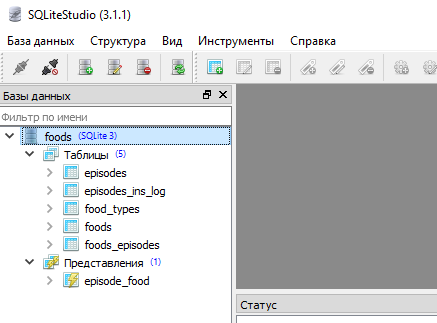 SQLiteStudio (3.1.1)
База данных Структура Вид Инструменты Справка
Базы данных
Фильтр по имени
foods (SQLite 3)
Таблицы (5)
episodes
episodes_ins_log
food_types
foods
foods_episodes
Представления (1)
episode_food
Статус